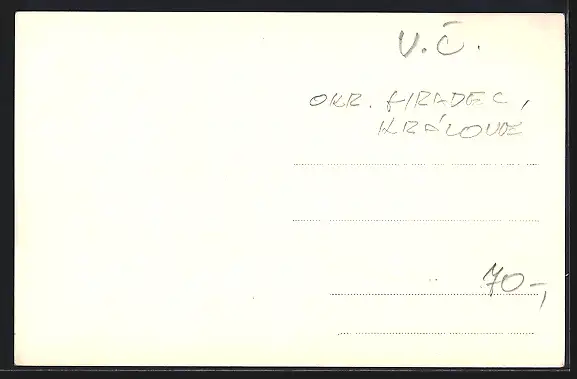 V.Č.
OKR. HRADEC,
KRÁLOVÉ
70,-